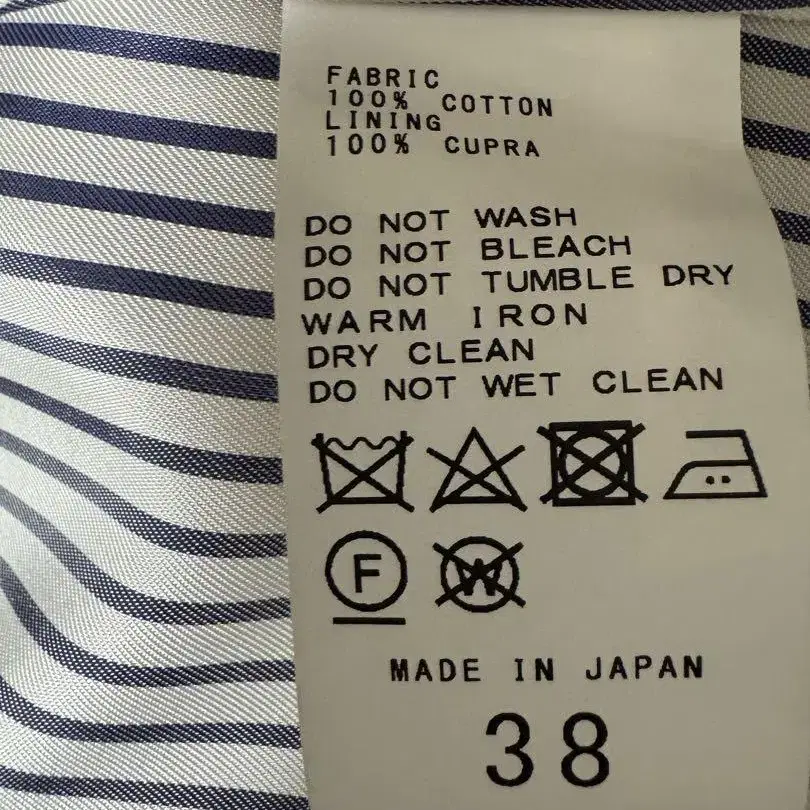 FABRIC
100% COTTON
LINING
100% CUPRA
DO NOT WASH
DO NOT BLEACH
DO NOT TUMBLE DRY
WARM IRON
DRY CLEAN
DO NOT WET CLEAN
F W
MADE IN JAPAN
38